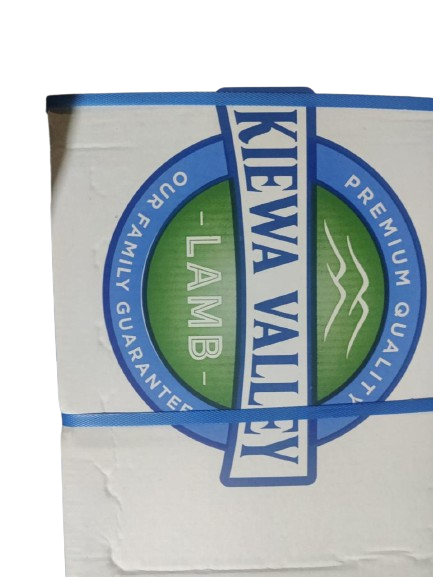 PREMIUM QUALITY
KIEWA VALLEY
-LAMB-
OUR FAMILY GUARANTEE